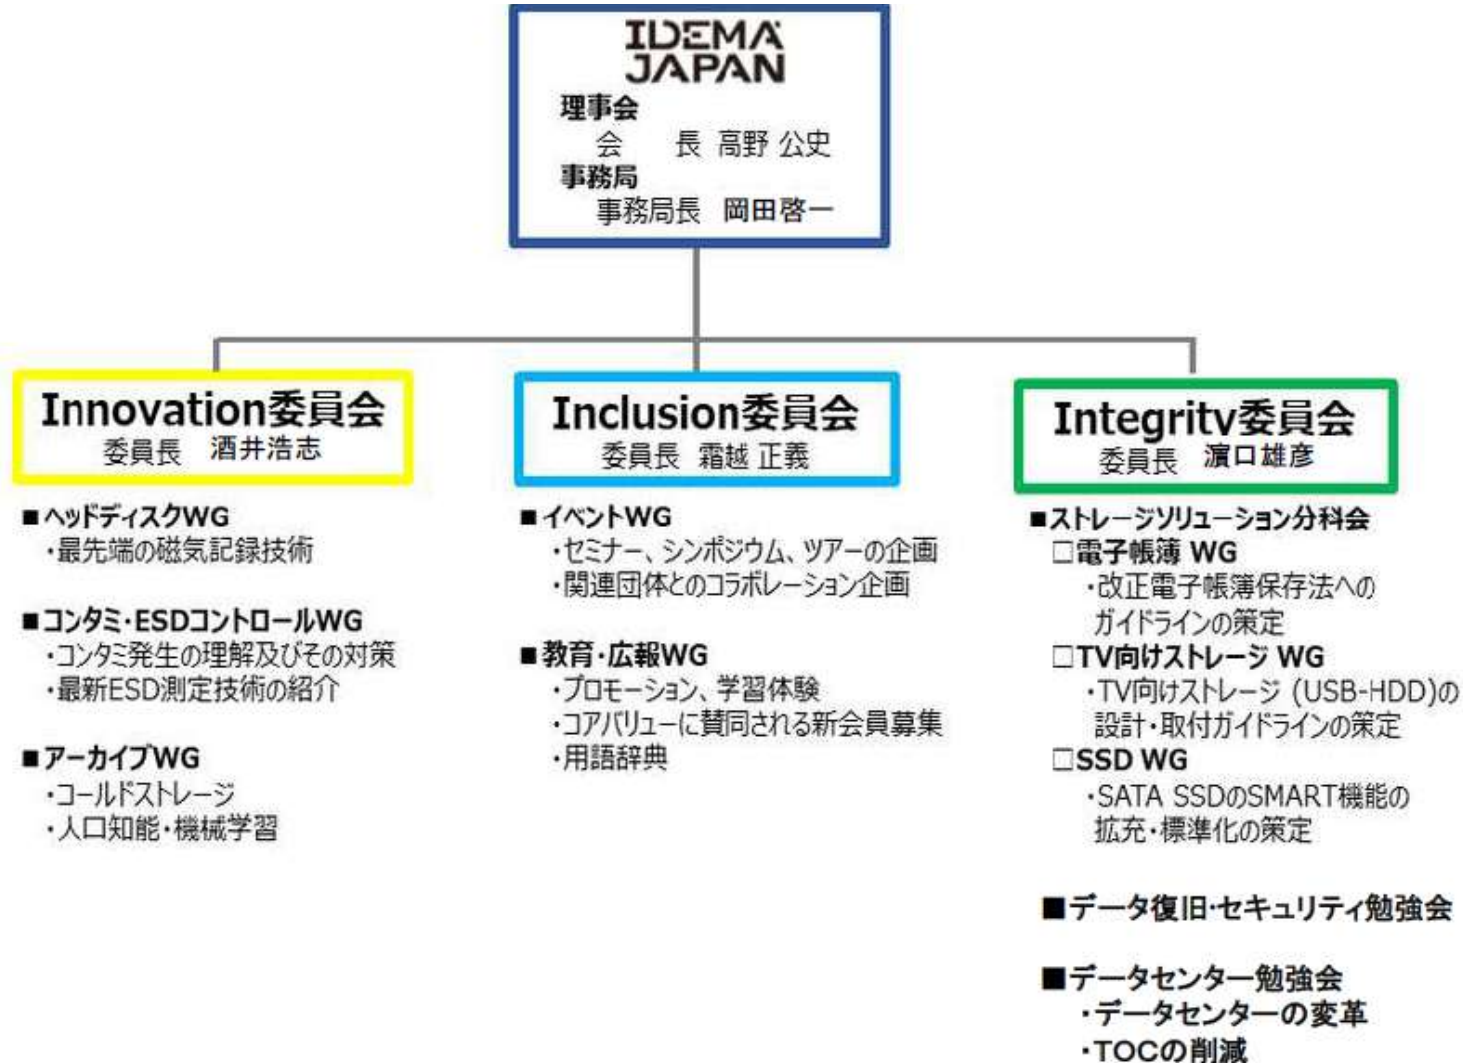 IDEMA
JAPAN
理事会
会 長 高野 公史
事務局
事務局長 岡田啓一
Innovation委員会
委員長 酒井浩志
■ヘッドディスクWG
・最先端の磁気記録技術
■コンタミ・ESDコントロールWG
・コンタミ発生の理解及びその対策
・最新ESD測定技術の紹介
■アーカイブWG
・コールドストレージ
・人口知能・機械学習
Inclusion委員会
委員長 霜越 正義
■イベントWG
・セミナー、シンポジウム、ツアーの企画
・関連団体とのコラボレーション企画
■教育・広報WG
・プロモーション、学習体験
・コアバリューに賛同される新会員募集
・用語辞典
Integrity委員会
委員長 濵口雄彦
■ストレージソリューション分科会
□電子帳簿 WG
・改正電子帳簿保存法への
ガイドラインの策定
□TV向けストレージ WG
・TV向けストレージ (USB-HDD)の
設計・取付ガイドラインの策定
□SSD WG
・SATA SSDのSMART機能の
拡充・標準化の策定
■データ復旧・セキュリティ勉強会
■データセンター勉強会
・データセンターの変革
・TOCの削減